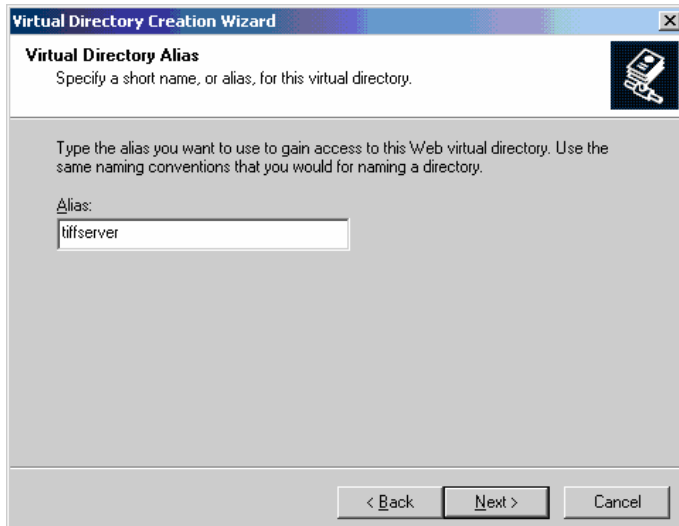 Virtual Directory Creation Wizard
Virtual Directory Alias
Specify a short name, or alias, for this virtual directory.
Type the alias you want to use to gain access to this Web virtual directory. Use the
same naming conventions that you would for naming a directory.
Alias:
tiffserver
< Back
Next >
Cancel